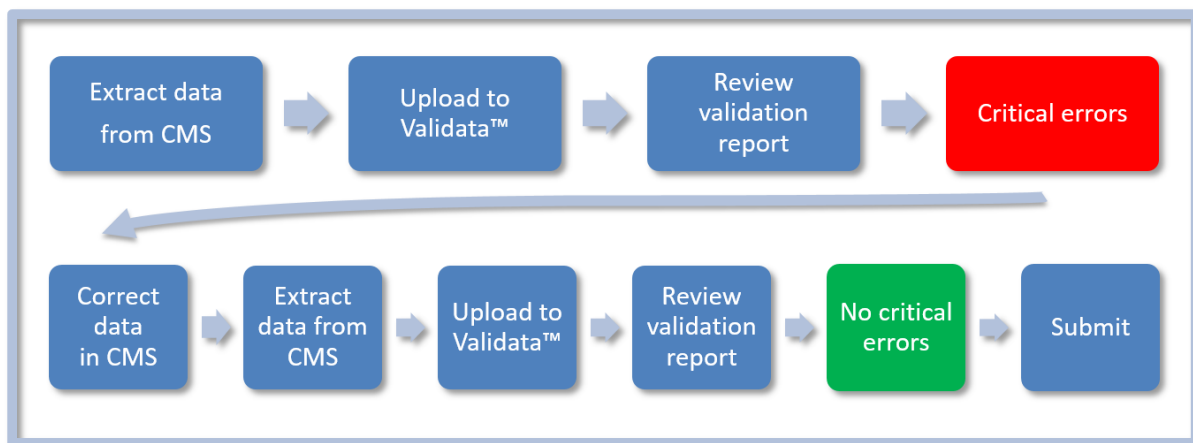 Extract data
from CMS
Upload to
Validata™
Review
validation
report
Critical errors
Correct
data
in CMS
Extract
data from
CMS
Upload to
Validata™
Review
validation
report
No critical
errors
Submit